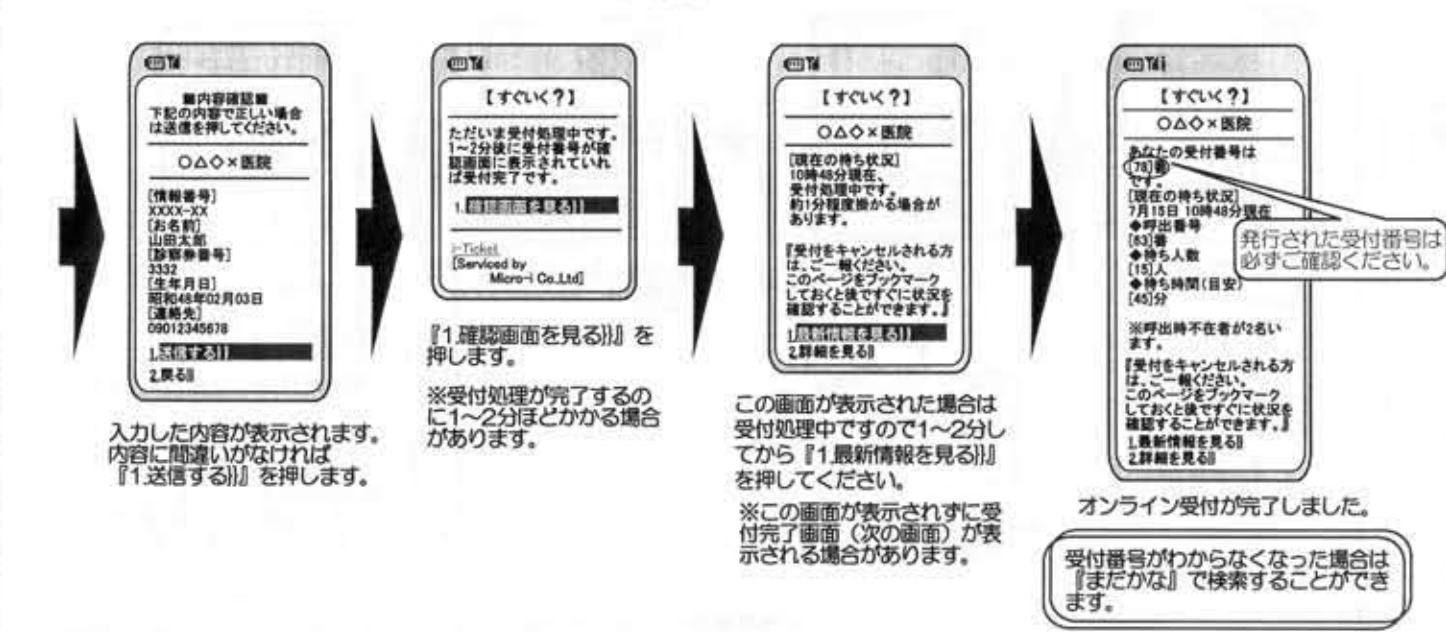 ■内容確認■
下記の内容で正しい場合
は送信を押してください。
○△◇×医院
[情報番号]
XXXX-XX
[お名前]
山田太郎
[診察券番号]
3332
[生年月日]
昭和48年02月03日
[連絡先]
09012345678
1.送信する))
2.戻る))
入力した内容が表示されます。
内容に間違いがなければ
『1.送信する))』を押します。
【すぐいく?】
ただいま受付処理中です。
1～2分後に受付番号が確
認画面に表示されていれ
ば受付完了です。
1.確認画面を見る))
i-Ticket
[Serviced by
Micro-i Co.,Ltd]
『1.確認画面を見る))』を
押します。
※受付処理が完了するの
に1～2分ほどかかる場合
があります。
【すぐいく?】
○△◇×医院
[現在の待ち状況]
10時48分現在、
受付処理中です。
約1分程度掛かる場合が
あります。
『受付をキャンセルされる方
は、ご一報ください。
このページをブックマーク
しておくと後ですぐに状況を
確認することができます。』
1.最新情報を見る))
2.詳細を見る))
この画面が表示された場合は
受付処理中ですので1～2分し
てから『1.最新情報を見る))』
を押してください。
※この画面が表示されずに受
付完了画面（次の画面）が表
示される場合があります。
【すぐいく?】
○△◇×医院
あなたの受付番号は
[78]番
です。
[現在の待ち状況]
7月15日 10時48分現在
◆呼出番号
[63]番
◆待ち人数
[15]人
◆待ち時間(目安)
[45]分
※呼出時不在者が2名い
ます。
『受付をキャンセルされる方
は、ご一報ください。
このページをブックマーク
しておくと後ですぐに状況を
確認することができます。』
1.最新情報を見る))
2.詳細を見る))
発行された受付番号は
必ずご確認ください。
オンライン受付が完了しました。
受付番号がわからなくなった場合は
『まだかな』で検索することができ
ます。